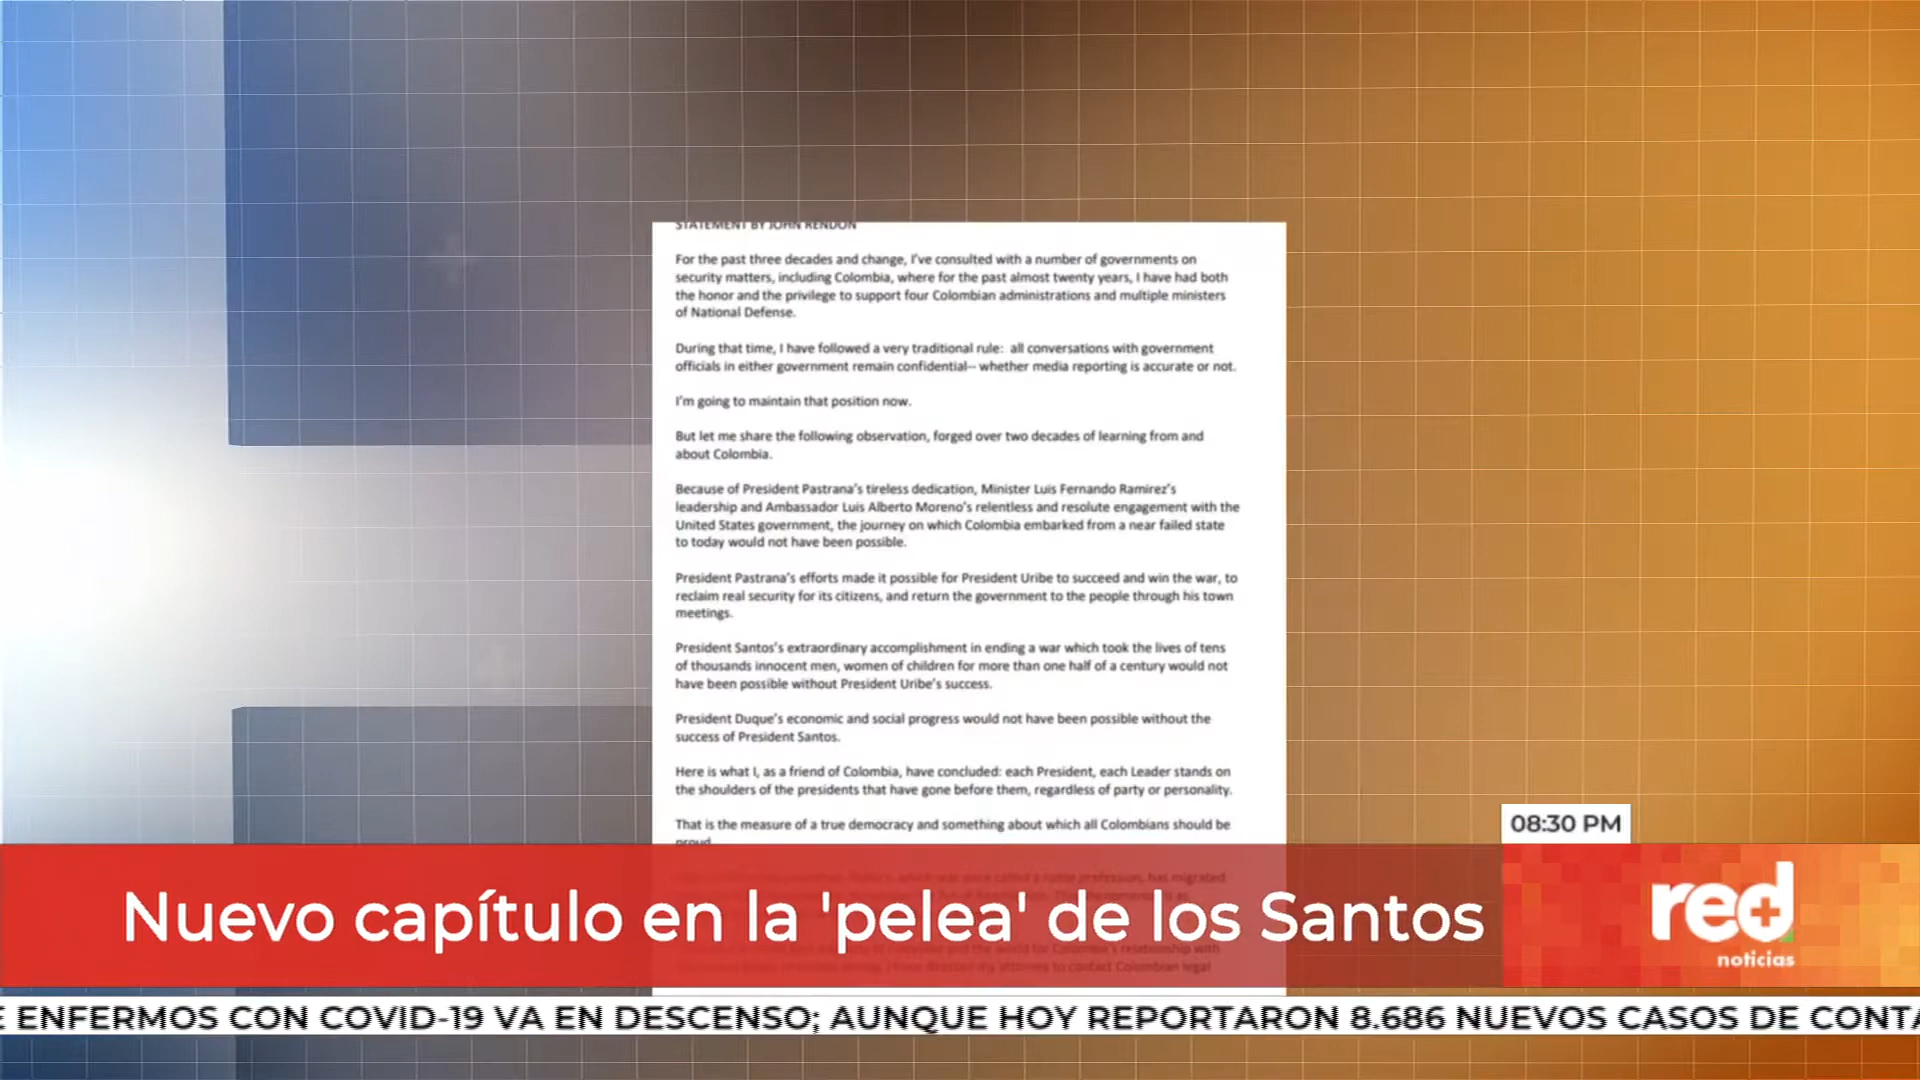 STATEMENT BY JOHN RENDON
For the past three decades and change, I've consulted with a number of governments on
security matters, including Colombia, where for the past almost twenty years, I have had both
the honor and the privilege to support four Colombian administrations and multiple ministers
of National Defense.
During that time, I have followed a very traditional rule: all conversations with government
officials in either government remain confidential-- whether media reporting is accurate or not.
I'm going to maintain that position now.
But let me share the following observation, forged over two decades of learning from and
about Colombia.
Because of President Pastrana's tireless dedication, Minister Luis Fernando Ramirez's
leadership and Ambassador Luis Alberto Moreno's relentless and resolute engagement with the
United States government, the journey on which Colombia embarked from a near failed state
to today would not have been possible.
President Pastrana's efforts made it possible for President Uribe to succeed and win the war, to
reclaim real security for its citizens, and return the government to the people through his town
meetings.
President Santos's extraordinary accomplishment in ending a war which took the lives of tens
of thousands innocent men, women of children for more than one half of a century would not
have been possible without President Uribe's success.
President Duque's economic and social progress would not have been possible without the
success of President Santos.
Here is what I, as a friend of Colombia, have concluded: each President, each Leader stands on
the shoulders of the presidents that have gone before them, regardless of party or personality.
That is the measure of a true democracy and something about which all Colombians should be
proud
08:30 PM
Nuevo capítulo en la 'pelea' de los Santos
red+
noticias
E ENFERMOS CON COVID-19 VA EN DESCENSO; AUNQUE HOY REPORTARON 8.686 NUEVOS CASOS DE CONTA